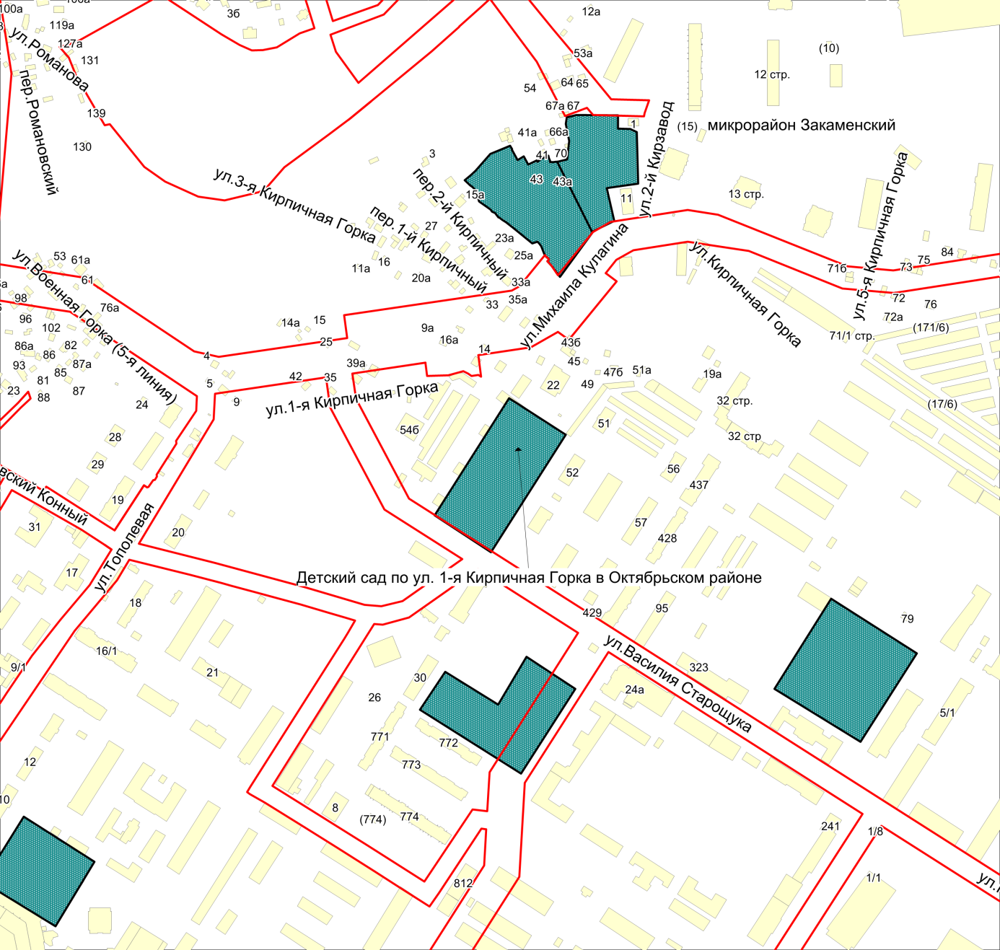 100а
3б
12а
119а
127а
131
ул.Романова
53а
(10)
12 стр.
64
65
54
67а
67
139
пер.Романовский
130
1
(15)
микрорайон Закаменский
41а
66а
41
70
3
43
43а
15а
11
13 стр.
ул.2-й Кирзавод
ул.3-я Кирпичная Горка
пер.2-й Кирпичный
пер. 1-й Кирпичный
27
23а
25а
16
11а
20а
33а
35а
33
ул.Михаила Кулагина
ул.Кирпичная Горка
ул.5-я Кирпичная Горка
71б
73
75
84
72
76
72а
71/1 стр.
(171/6)
53
61а
61
ул.Военная Горка (5-я линия)
98
76а
96
102
86а
82
86
93
87а
85
81
23
88
87
14а
15
25
9а
16а
14
43б
45
4
39а
5
42
35
9
ул.1-я Кирпичная Горка
22
49
47б
51а
19а
32 стр.
(17/6)
24
54б
51
32 стр
28
29
52
56
437
вский Конный
19
31
20
57
428
ул.Тополевая
17
Детский сад по ул. 1-я Кирпичная Горка в Октябрьском районе
18
429
95
79
16/1
ул.Василия Старощука
9/1
21
30
323
26
24а
5/1
771
772
12
773
10
8
(774)
774
241
1/8
812
1/1